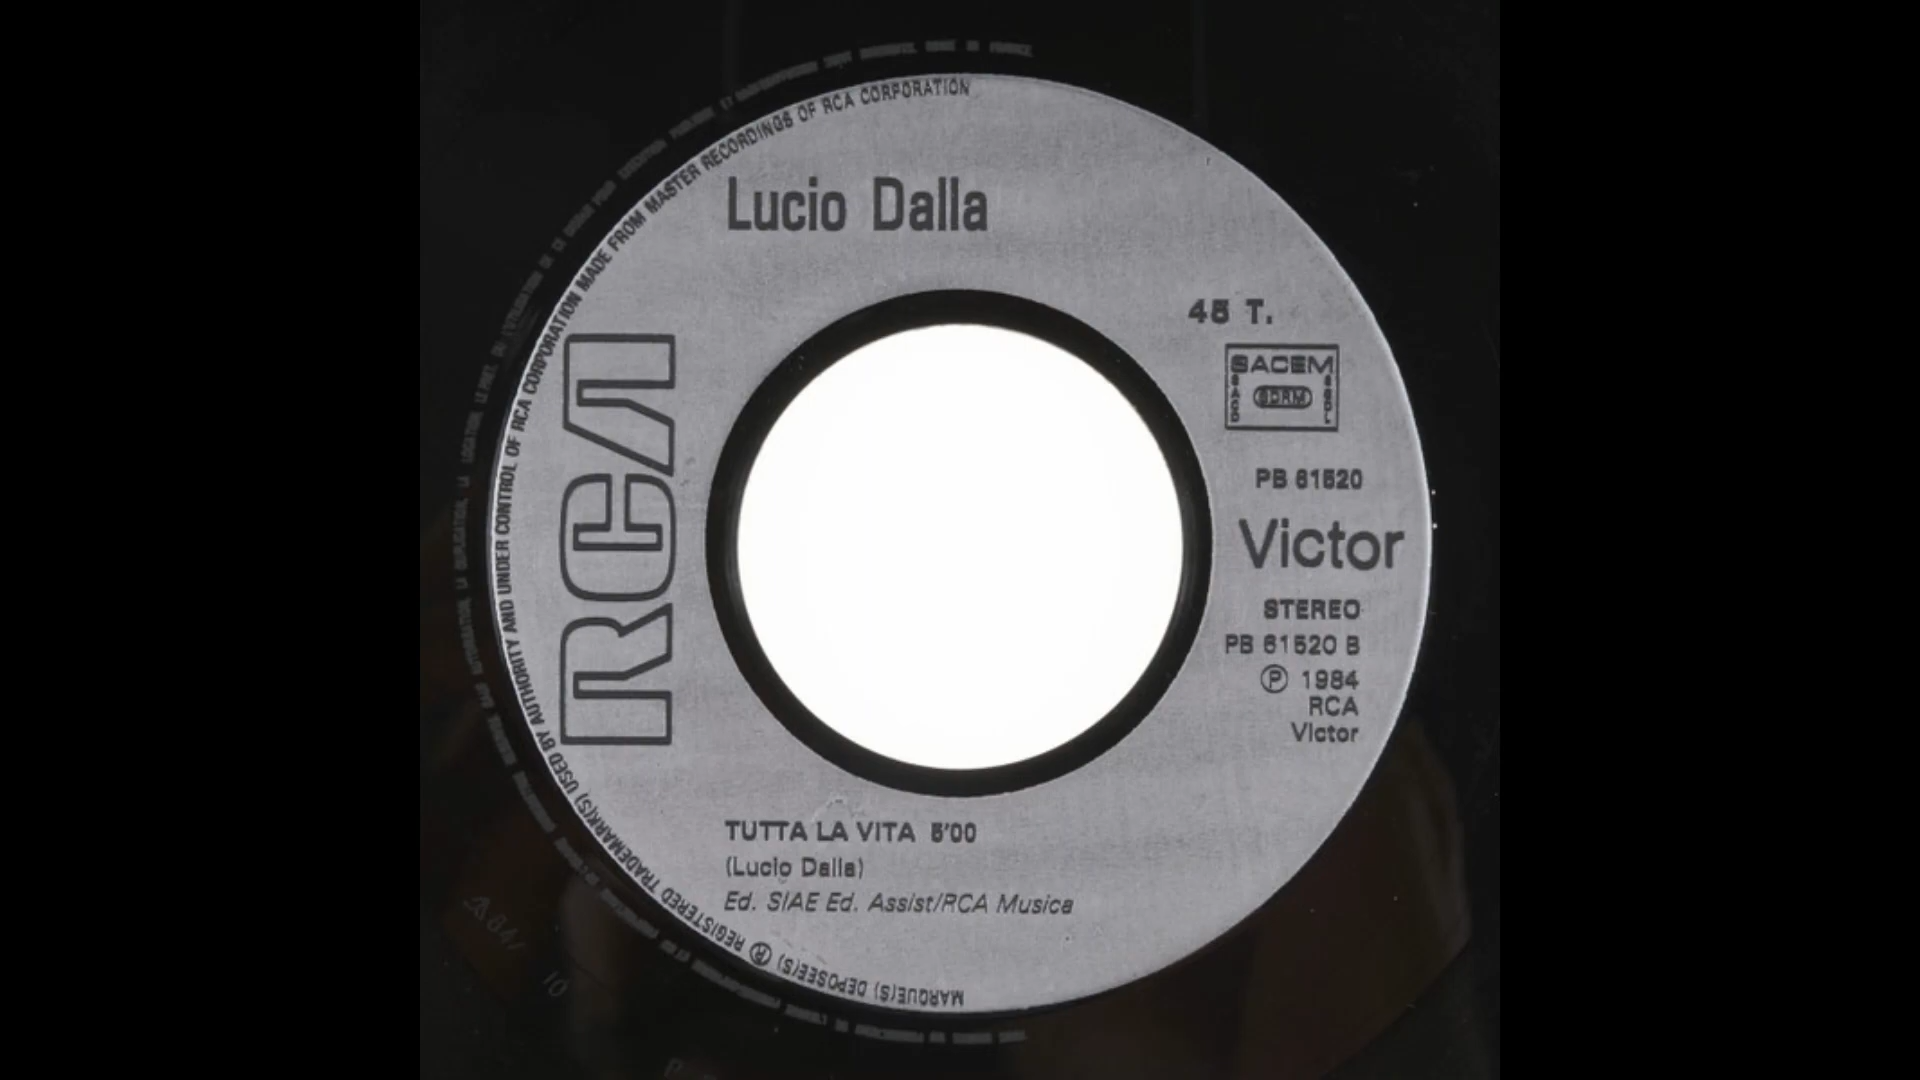 MARQUE(S) DEPOSEE(S) ® REGISTERED TRADEMARK(S) USED BY AUTHORITY AND UNDER CONTROL OF RCA CORPORATION MADE FROM MASTER RECORDINGS OF RCA CORPORATION
Lucio Dalla
45 T.
SACEM
SACD SDRM SGDL
RCA
PB 61520
Victor
STEREO
PB 61520 B
Ⓟ 1984
RCA
Victor
TUTTA LA VITA 5'00
(Lucio Dalla)
Ed. SIAE Ed. Assist/RCA Musica